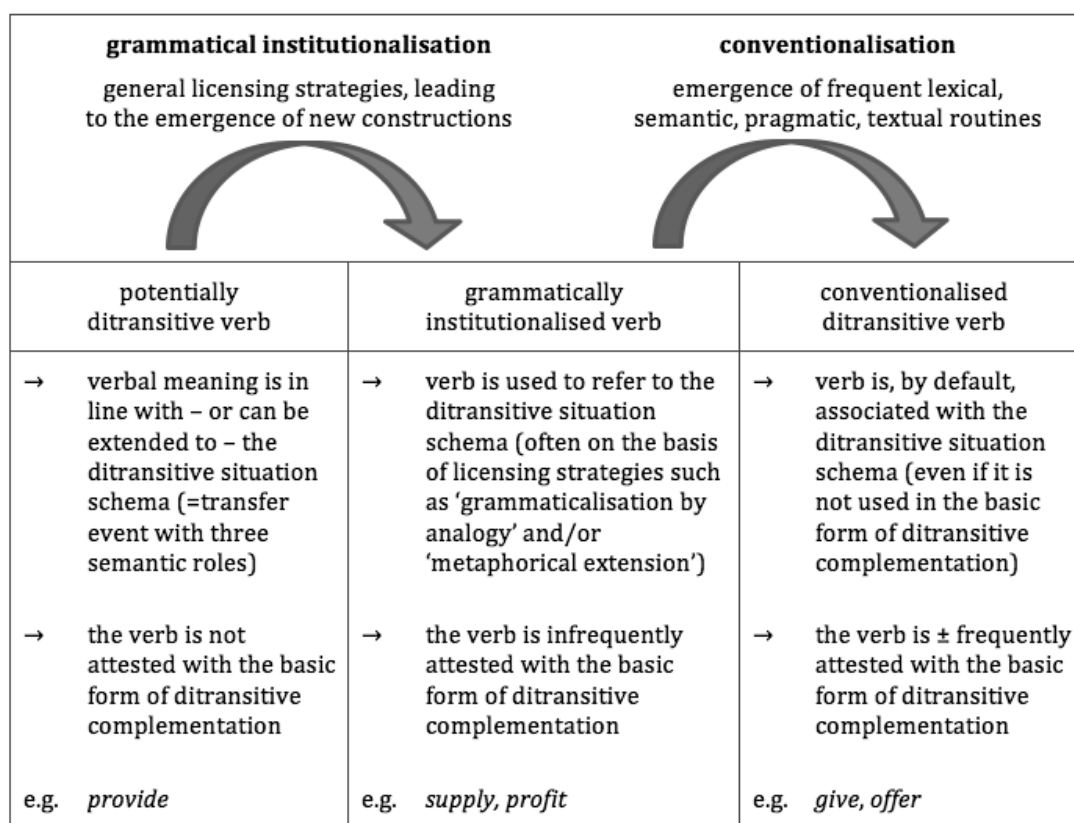 grammatical institutionalisation
general licensing strategies, leading
to the emergence of new constructions
conventionalisation
emergence of frequent lexical,
semantic, pragmatic, textual routines
potentially
ditransitive verb
grammatically
institutionalised verb
conventionalised
ditransitive verb
→ verbal meaning is in
line with – or can be
extended to – the
ditransitive situation
schema (=transfer
event with three
semantic roles)
→ the verb is not
attested with the basic
form of ditransitive
complementation
e.g. provide
→ verb is used to refer to the
ditransitive situation
schema (often on the basis
of licensing strategies such
as ‘grammaticalisation by
analogy’ and/or
‘metaphorical extension’)
→ the verb is infrequently
attested with the basic
form of ditransitive
complementation
e.g. supply, profit
→ verb is, by default,
associated with the
ditransitive situation
schema (even if it is
not used in the basic
form of ditransitive
complementation)
→ the verb is ± frequently
attested with the basic
form of ditransitive
complementation
e.g. give, offer